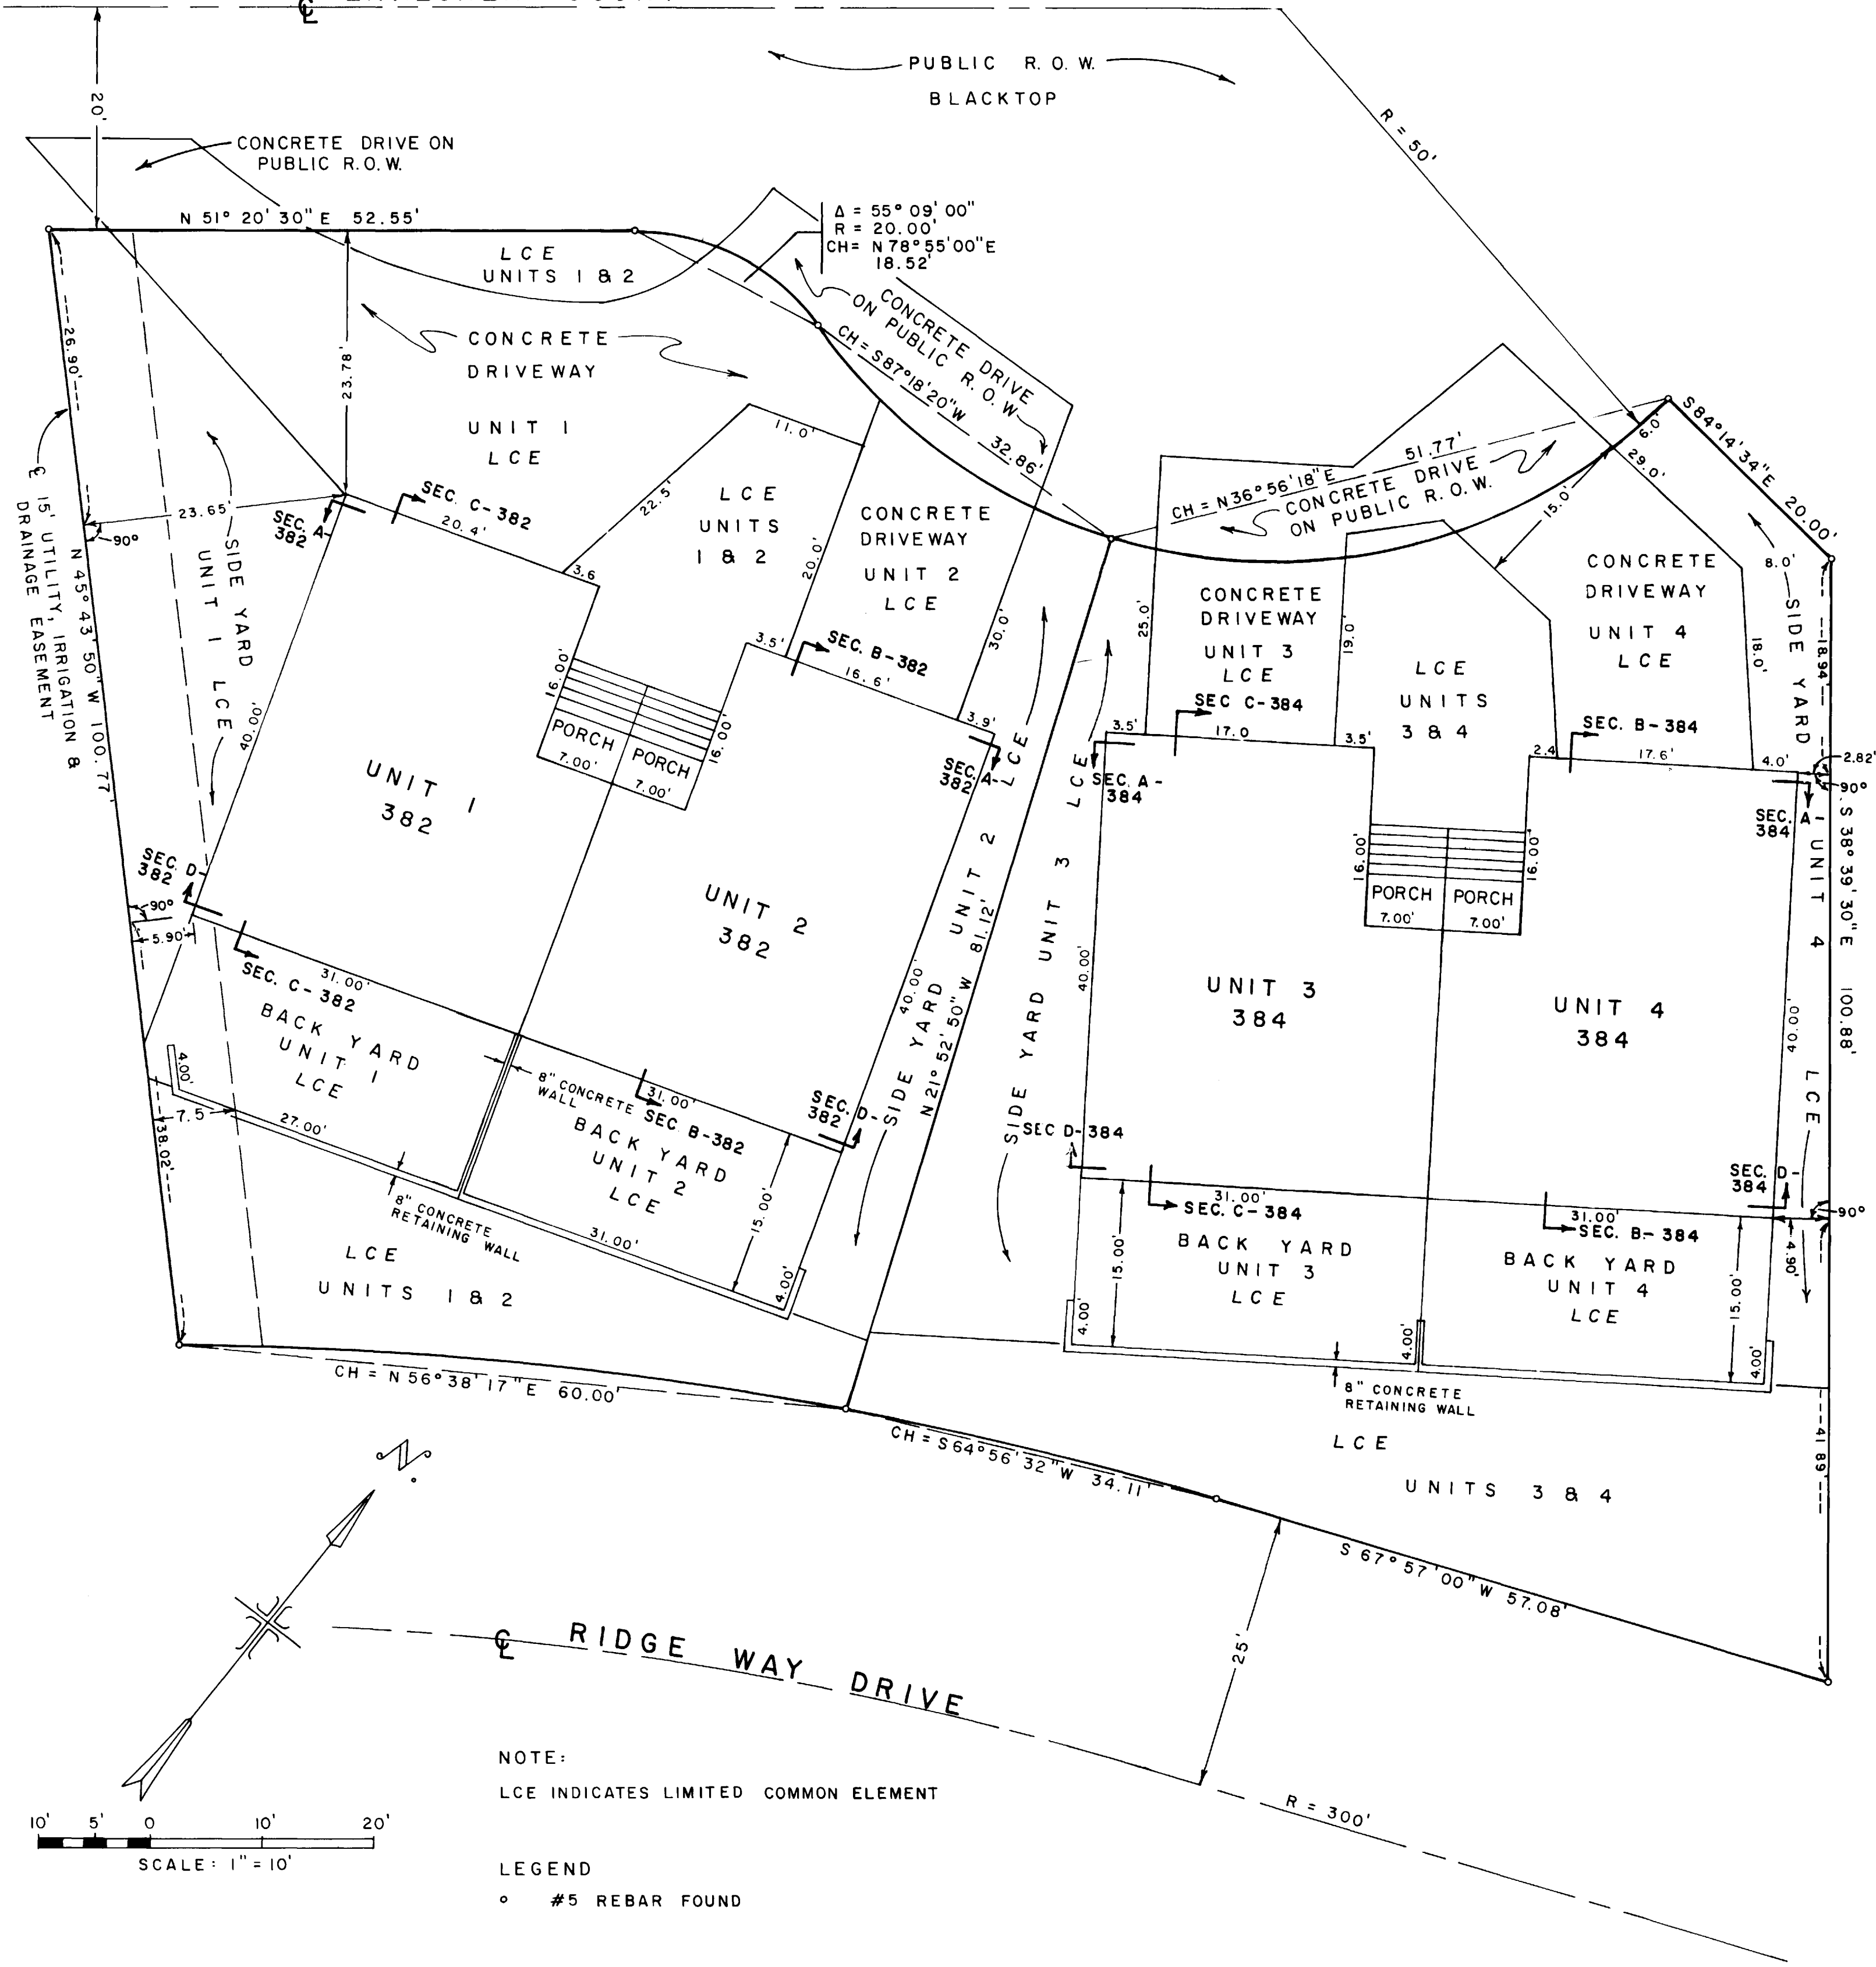 ℄
20'
PUBLIC R.O.W.
BLACKTOP
R = 50'
CONCRETE DRIVE ON
PUBLIC R.O.W.
N 51° 20' 30" E 52.55'
Δ = 55° 09' 00"
R = 20.00'
CH= N 78°55'00"E
18.52'
LCE
UNITS 1 & 2
CONCRETE DRIVE
ON PUBLIC R.O.W.
CH = S87°18'20"W 32.86'
26.90'
23.78'
CONCRETE
DRIVEWAY
UNIT 1
LCE
11.0'
22.5'
LCE
UNITS
1 & 2
20.0'
CONCRETE
DRIVEWAY
UNIT 2
LCE
30.0'
CH = N36°56'18"E 51.77'
CONCRETE DRIVE
ON PUBLIC R.O.W.
6.0'
29.0'
15.0'
S84°14'34"E 20.00'
℄ 15' UTILITY, IRRIGATION &
DRAINAGE EASEMENT
N 45° 43' 50" W 100.77'
23.65'
90°
SIDE YARD
UNIT 1 LCE
SEC. A-
382
SEC. C-382
20.4'
3.6
40.00'
16.00'
3.5'
SEC. B-382
16.6'
3.9'
16.00'
PORCH
7.00'
PORCH
7.00'
SEC. A-
382
UNIT 1
382
UNIT 2
382
25.0'
CONCRETE
DRIVEWAY
UNIT 3
LCE
SEC C-384
19.0'
LCE
UNITS
3 & 4
CONCRETE
DRIVEWAY
UNIT 4
LCE
8.0'
18.0'
SIDE YARD
UNIT 4
LCE
18.94'
3.5'
17.0
3.5'
2.4
SEC. B-384
17.6'
4.0'
2.82'
90°
SEC. A-
384
SEC. A-
384
16.00'
16.00'
PORCH
7.00'
PORCH
7.00'
S 38° 39' 30" E 100.88'
UNIT 3
384
UNIT 4
384
40.00'
40.00'
SIDE YARD UNIT 2 LCE
40.00'
N21° 52' 50" W 81.12'
SIDE YARD UNIT 3 LCE
SEC. D-
382
90°
5.90'
SEC. C-382
31.00'
BACK YARD
UNIT 1
LCE
4.00'
7.5
27.00'
38.02'
8" CONCRETE
WALL
31.00'
SEC. B-382
BACK YARD
UNIT 2
LCE
SEC. D-
382
15.00'
31.00'
4.00'
8" CONCRETE
RETAINING WALL
LCE
UNITS 1 & 2
SEC D-384
31.00'
SEC. C-384
BACK YARD
UNIT 3
LCE
15.00'
4.00'
4.00'
31.00'
SEC. B-384
BACK YARD
UNIT 4
LCE
SEC. D-
384
90°
4.90'
15.00'
4.00'
8" CONCRETE
RETAINING WALL
LCE
UNITS 3 & 4
41.89'
CH = N 56°38'17"E 60.00'
CH = S64°56'32"W 34.11'
S 67°57'00"W 57.08'
N.
℄ RIDGE WAY DRIVE
25'
R = 300'
NOTE:
LCE INDICATES LIMITED COMMON ELEMENT
10' 5' 0 10' 20'
SCALE: 1" = 10'
LEGEND
o #5 REBAR FOUND